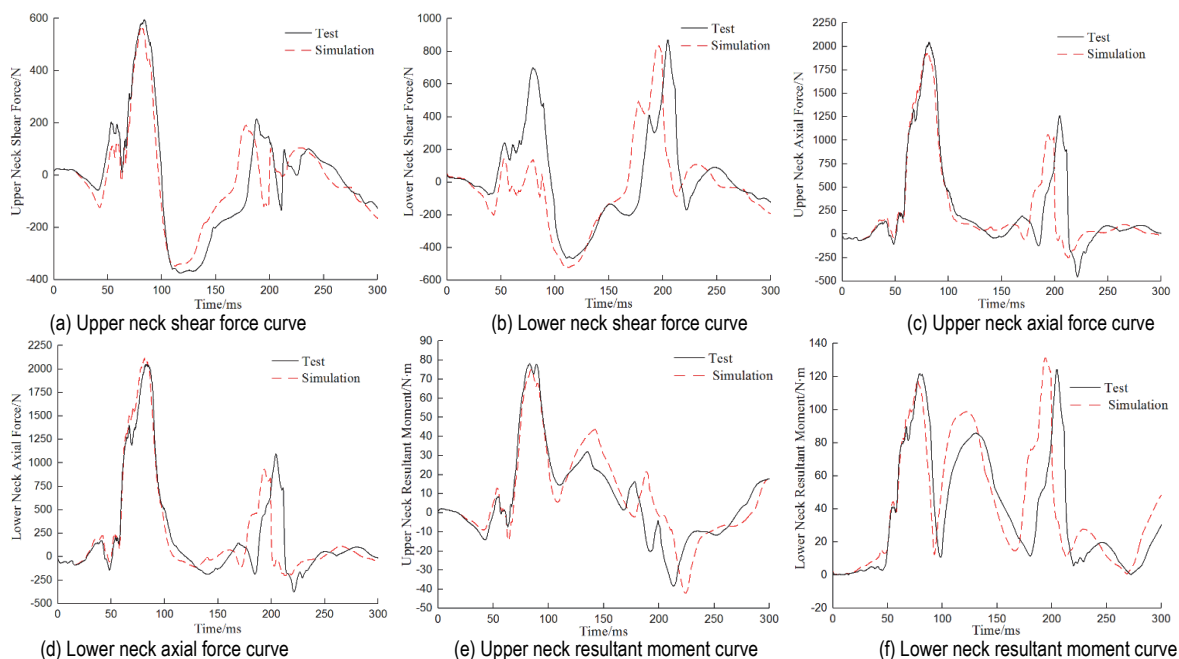 600
400
200
0
-200
-400
Upper Neck Shear Force/N
Test
Simulation
0 50 100 150 200 250 300
Time/ms
(a) Upper neck shear force curve
1000
800
600
400
200
0
-200
-400
-600
Lower Neck Shear Force/N
Test
Simulation
0 50 100 150 200 250 300
Time/ms
(b) Lower neck shear force curve
2250
2000
1750
1500
1250
1000
750
500
250
0
-250
-500
Upper Neck Axial Force/N
Test
Simulation
0 50 100 150 200 250 300
Time/ms
(c) Upper neck axial force curve
2250
2000
1750
1500
1250
1000
750
500
250
0
-250
-500
Lower Neck Axial Force/N
Test
Simulation
0 50 100 150 200 250 300
Time/ms
(d) Lower neck axial force curve
90
80
70
60
50
40
30
20
10
0
-10
-20
-30
-40
-50
Upper Neck Resultant Moment/N·m
Test
Simulation
0 50 100 150 200 250 300
Time/ms
(e) Upper neck resultant moment curve
140
120
100
80
60
40
20
0
-20
Lower Neck Resultant Moment/N·m
Test
Simulation
0 50 100 150 200 250 300
Time/ms
(f) Lower neck resultant moment curve